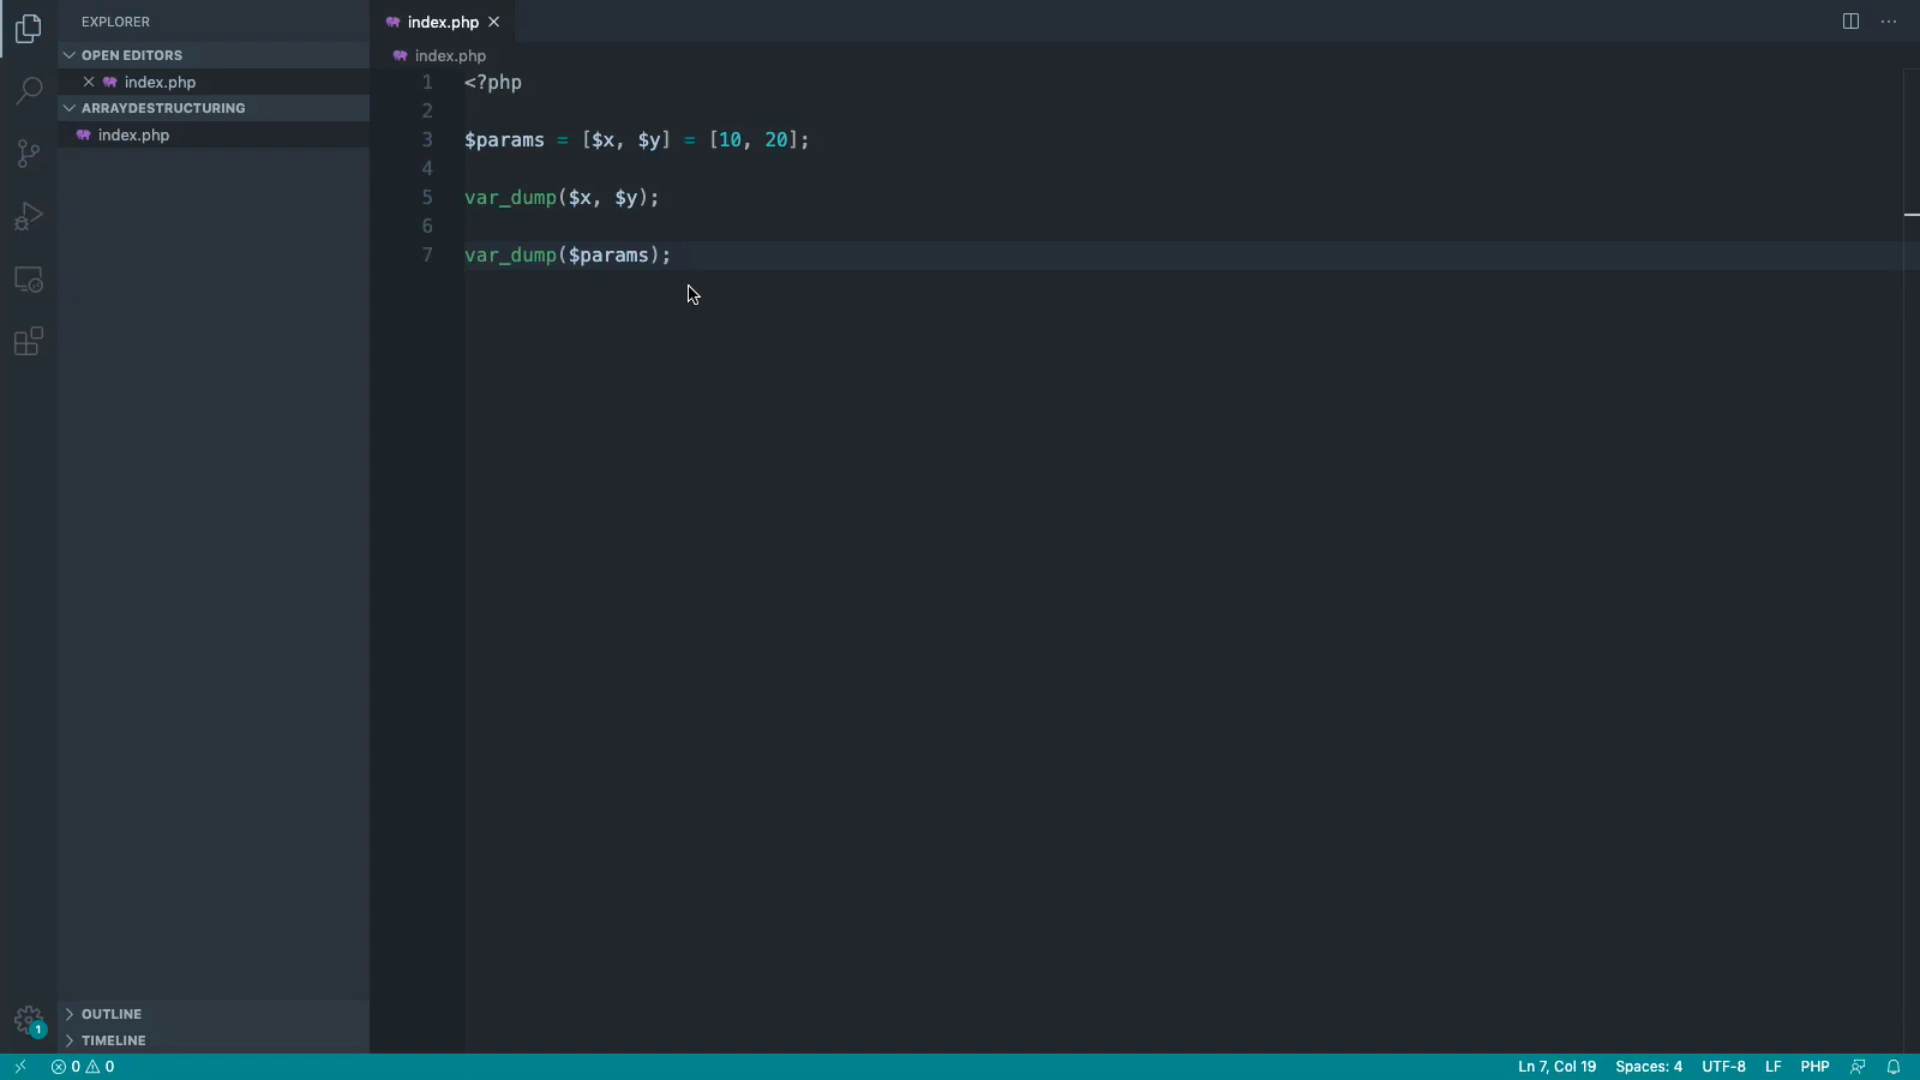 EXPLORER
OPEN EDITORS
index.php
ARRAYDESTRUCTURING
index.php
OUTLINE
TIMELINE
index.php
index.php
1 <?php
2
3 $params = [$x, $y] = [10, 20];
4
5 var_dump($x, $y);
6
7 var_dump($params);
1
0 0
Ln 7, Col 19 Spaces: 4 UTF-8 LF PHP